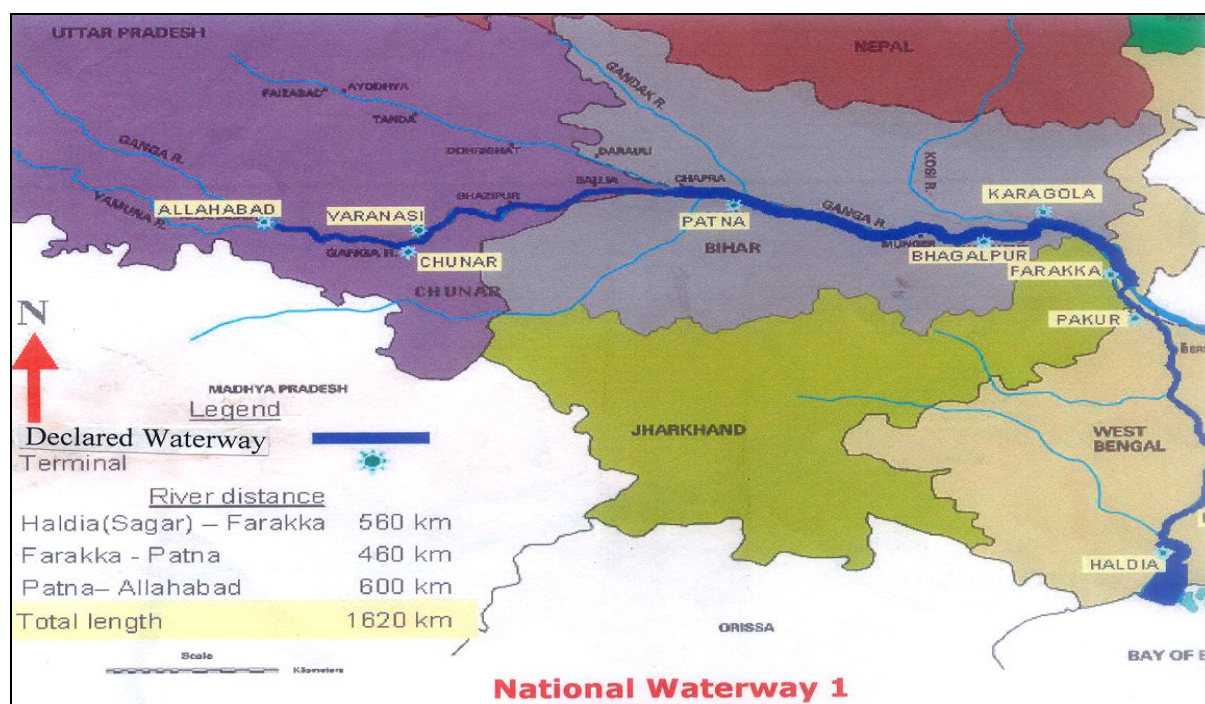 UTTAR PRADESH
NEPAL
GANDAK R.
FAIZABAD
AYODHYA
TANDA
GANGA R.
DOHRIGHAT
DARAULI
KOSI R.
YAMUNA R.
ALLAHABAD
VARANASI
GHAZIPUR
BALLIA
CHAPRA
PATNA
GANGA R.
KARAGOLA
GANGA R.
CHUNAR
BIHAR
MUNGER
BHAGALPUR
FARAKKA
CHUNAR
PAKUR
N
MADHYA PRADESH
Legend
Declared Waterway
Terminal
JHARKHAND
WEST
BENGAL
River distance
Haldia(Sagar) – Farakka 560 km
Farakka - Patna 460 km
Patna– Allahabad 600 km
Total length 1620 km
HALDIA
ORISSA
Scale
Kilometers
BAY OF
National Waterway 1